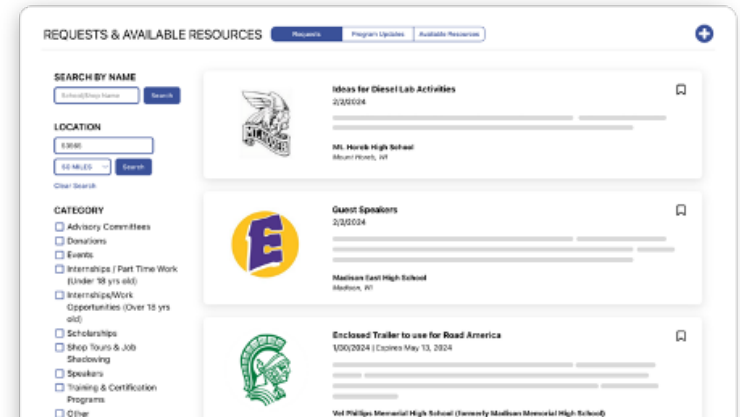 REQUESTS & AVAILABLE RESOURCES
Requests
Program Updates
Available Resources
SEARCH BY NAME
School/Shop Name
Search
LOCATION
50 MILES
Search
Clear Search
CATEGORY
Advisory Committees
Donations
Events
Internships / Part Time Work
(Under 18 yrs old)
Internships/Work
Opportunities (Over 18 yrs
old)
Scholarships
Shop Tours & Job
Shadowing
Speakers
Training & Certification
Programs
Other
Ideas for Diesel Lab Activities
2/2/2024
Mt. Horeb High School
Mount Horeb, WI
MT. HOREB
Guest Speakers
2/2/2024
Madison East High School
Madison, WI
E
Enclosed Trailer to use for Road America
1/30/2024 | Expires May 13, 2024
Vel Phillips Memorial High School (formerly Madison Memorial High School)